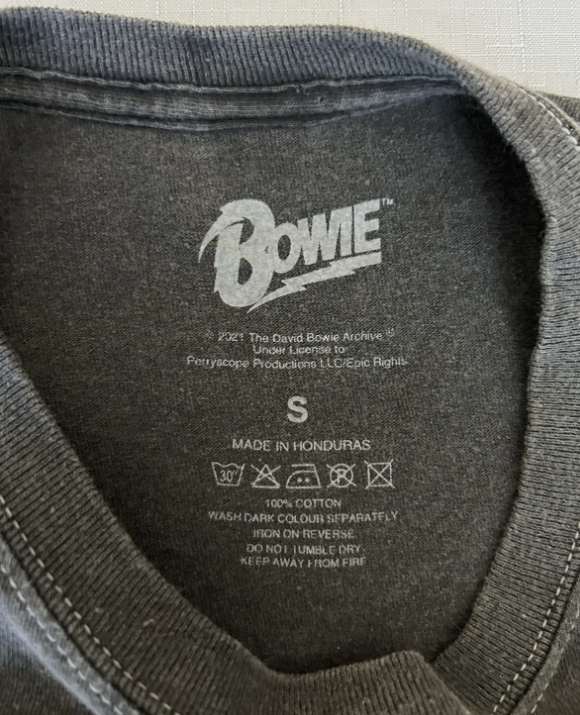 BOWIE™
© 2021 The David Bowie Archive ®
Under License to
Perryscope Productions LLC/Epic Rights
S
MADE IN HONDURAS
30°
100% COTTON
WASH DARK COLOUR SEPARATELY
IRON ON REVERSE
DO NOT TUMBLE DRY
KEEP AWAY FROM FIRE